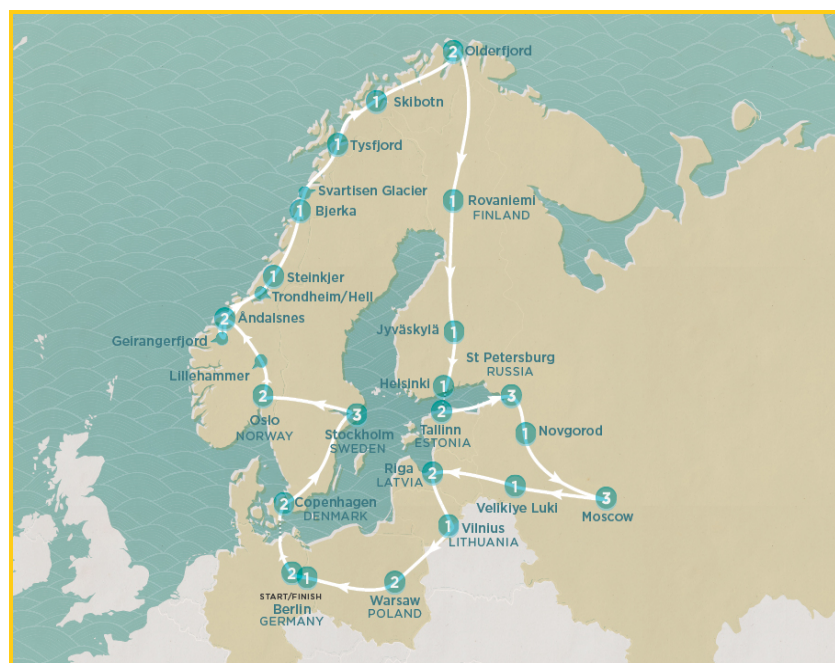 2
Olderfjord
1
Skibotn
1
Tysfjord
Svartisen Glacier
1
Bjerka
1
Rovaniemi
FINLAND
1
Steinkjer
Trondheim/Hell
2
Åndalsnes
Geirangerfjord
Lillehammer
1
Jyväskylä
St Petersburg
RUSSIA
Helsinki
1
2
Oslo
NORWAY
3
Stockholm
SWEDEN
2
Tallinn
ESTONIA
3
1
Novgorod
Riga
LATVIA
2
1
Velikiye Luki
3
Moscow
2
Copenhagen
DENMARK
1
Vilnius
LITHUANIA
2
1
START/FINISH
Berlin
GERMANY
2
Warsaw
POLAND